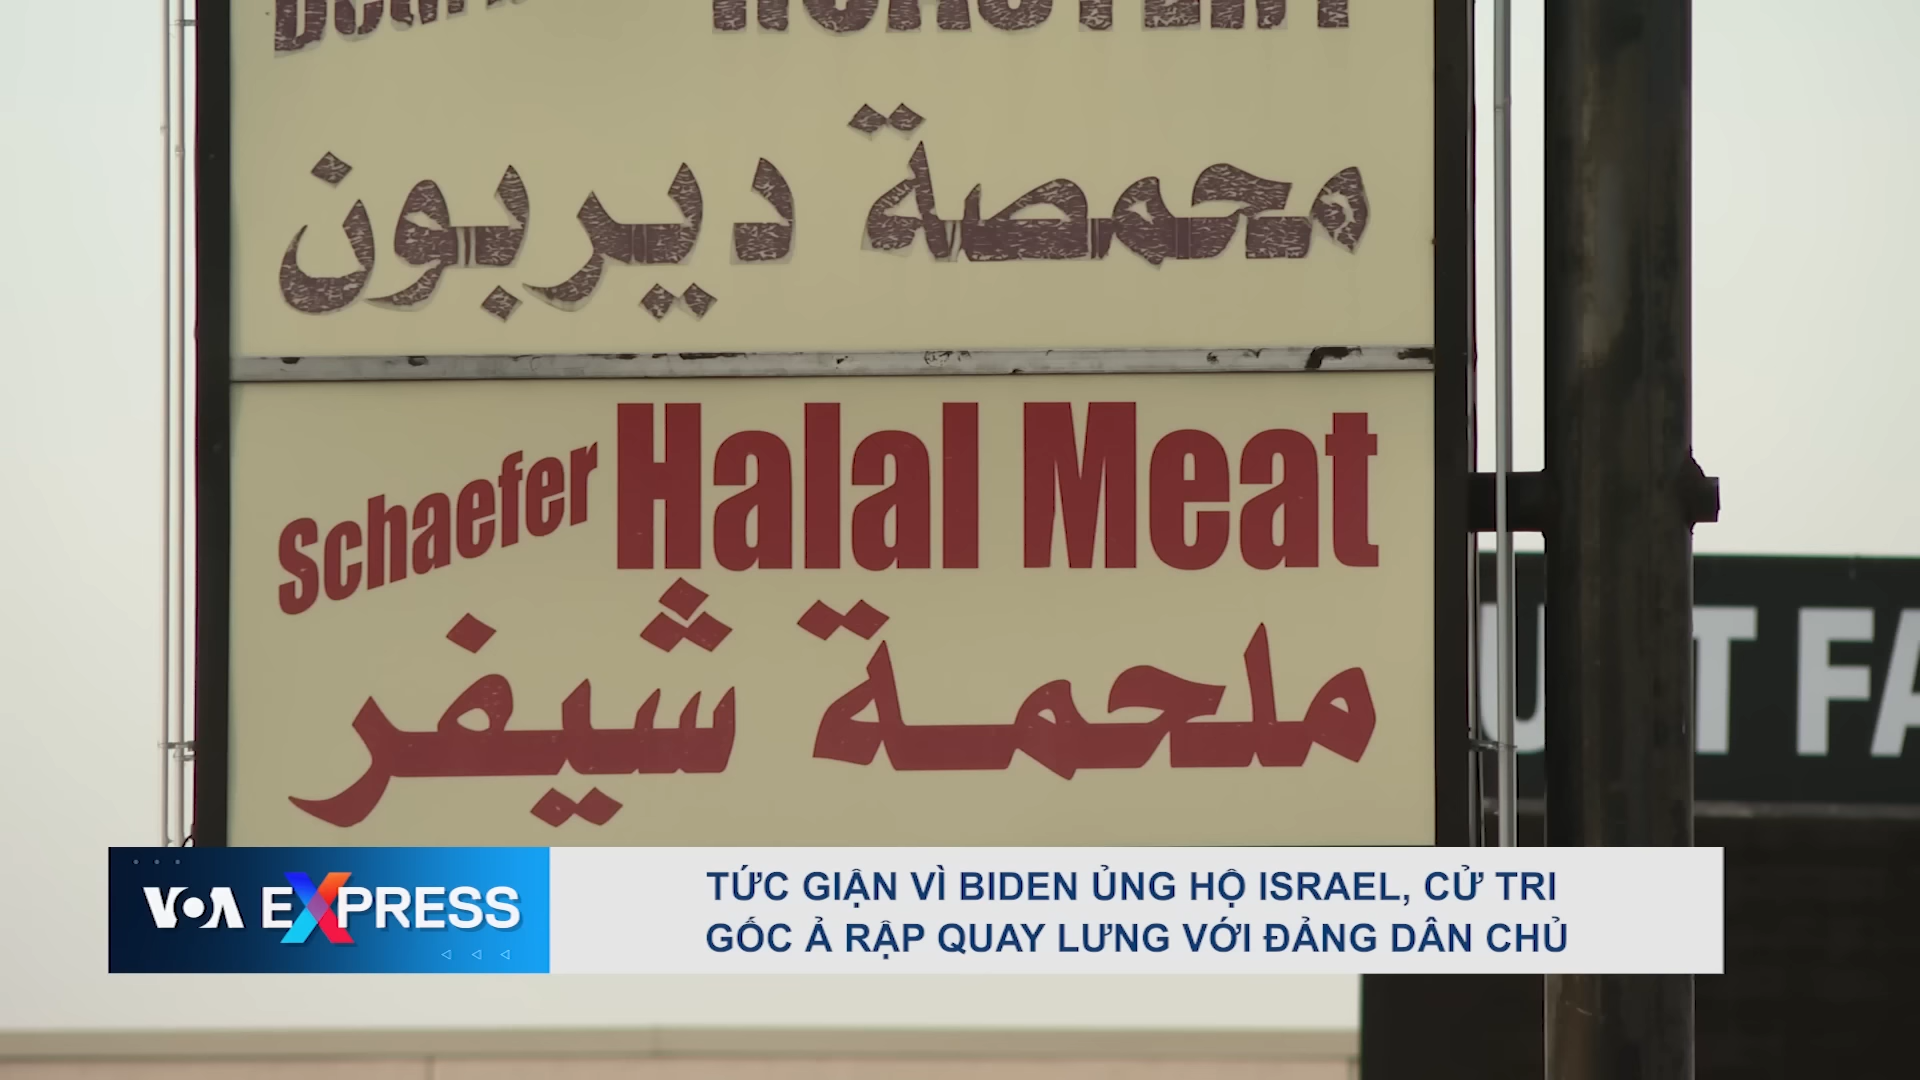 ROASTERY
محمصة ديربون
Schaefer Halal Meat
ملحمة شيفر
VOA EXPRESS
TỨC GIẬN VÌ BIDEN ỦNG HỘ ISRAEL, CỬ TRI
GỐC Ả RẬP QUAY LƯNG VỚI ĐẢNG DÂN CHỦ